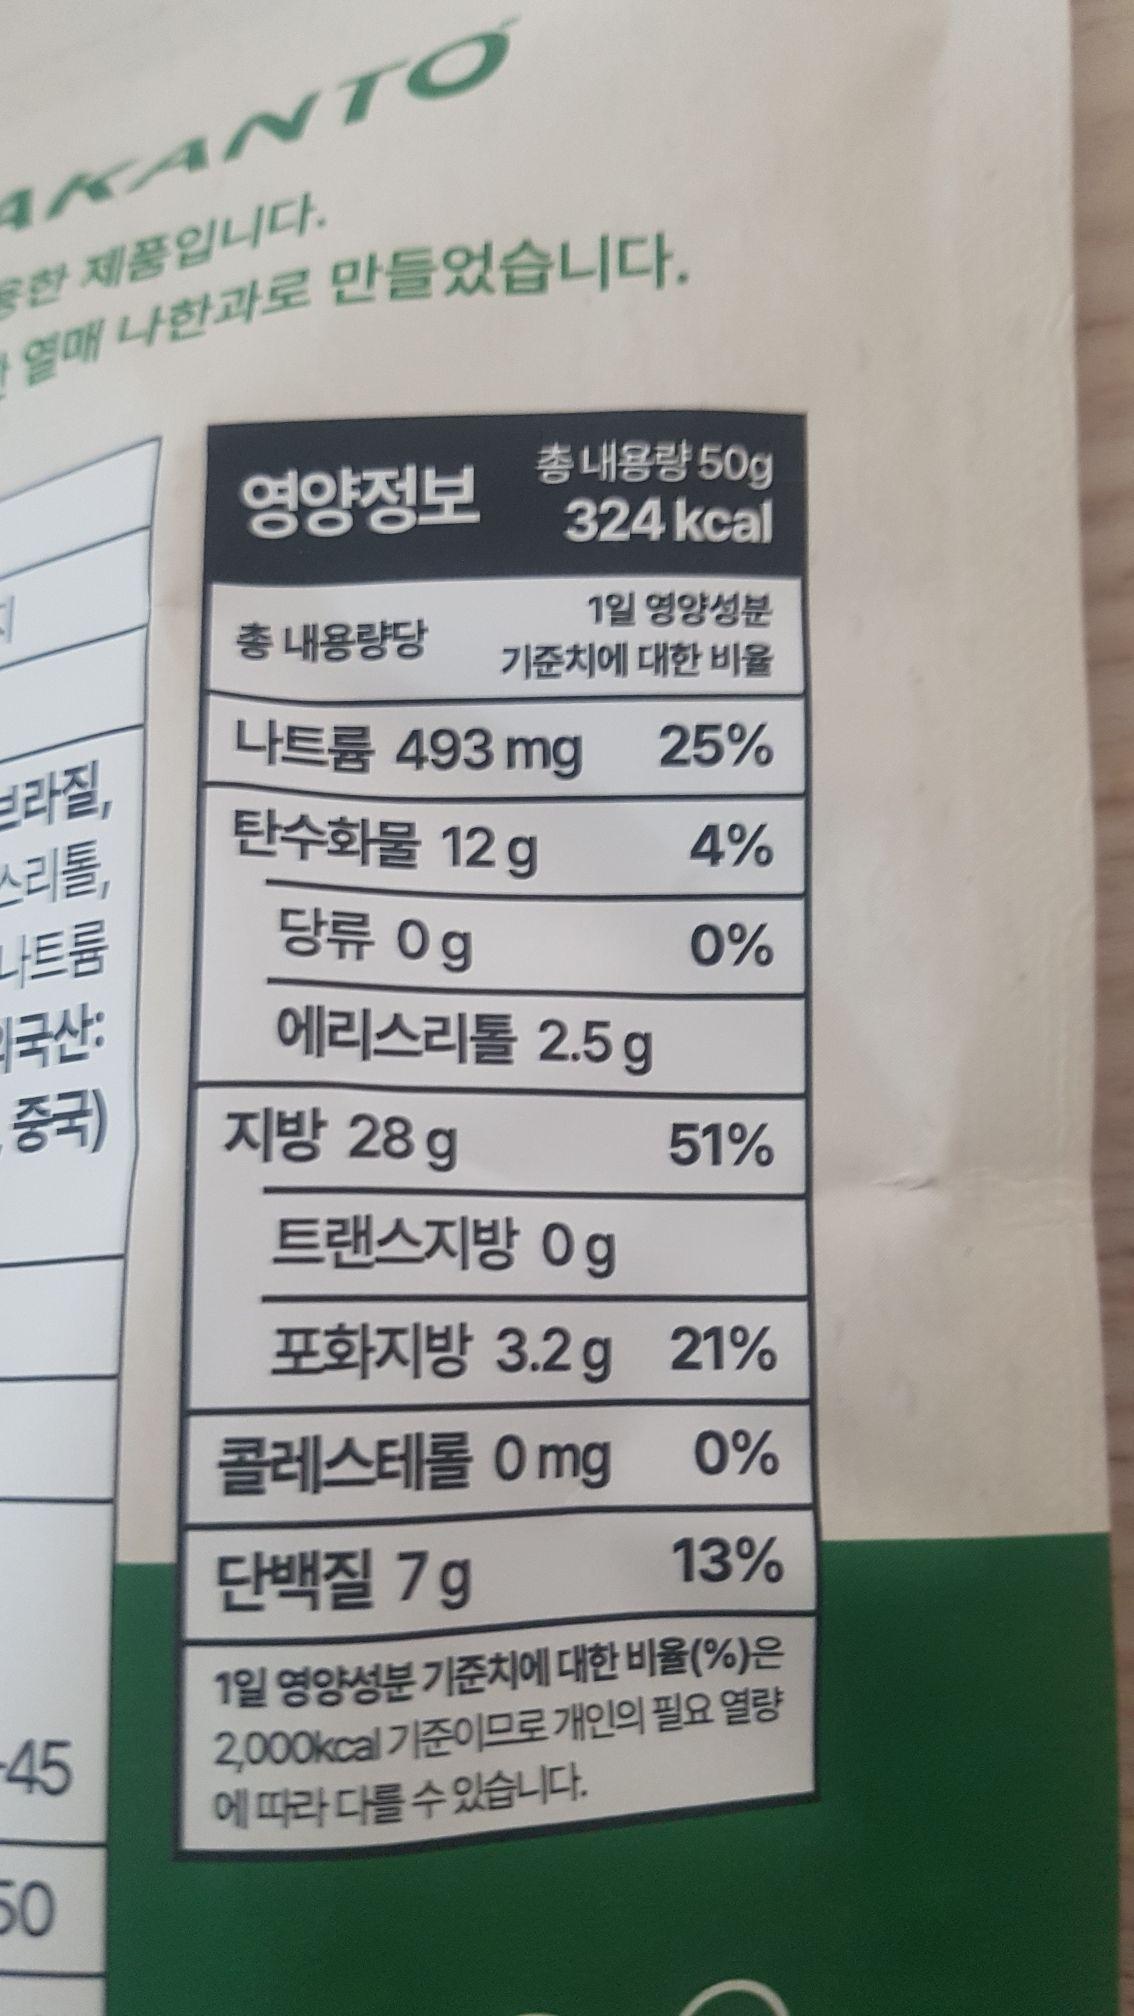 AKANTO
한 제품입니다.
열매 나한과로 만들었습니다.
브라질,
스리톨,
나트륨
외국산:
중국)
-45
50
영양정보
총 내용량 50g
324 kcal
총 내용량당
1일 영양성분
기준치에 대한 비율
나트륨 493 mg 25%
탄수화물 12 g 4%
당류 0 g 0%
에리스리톨 2.5 g
지방 28 g 51%
트랜스지방 0 g
포화지방 3.2 g 21%
콜레스테롤 0 mg 0%
단백질 7 g 13%
1일 영양성분 기준치에 대한 비율(%)은
2,000kcal 기준이므로 개인의 필요 열량
에 따라 다를 수 있습니다.